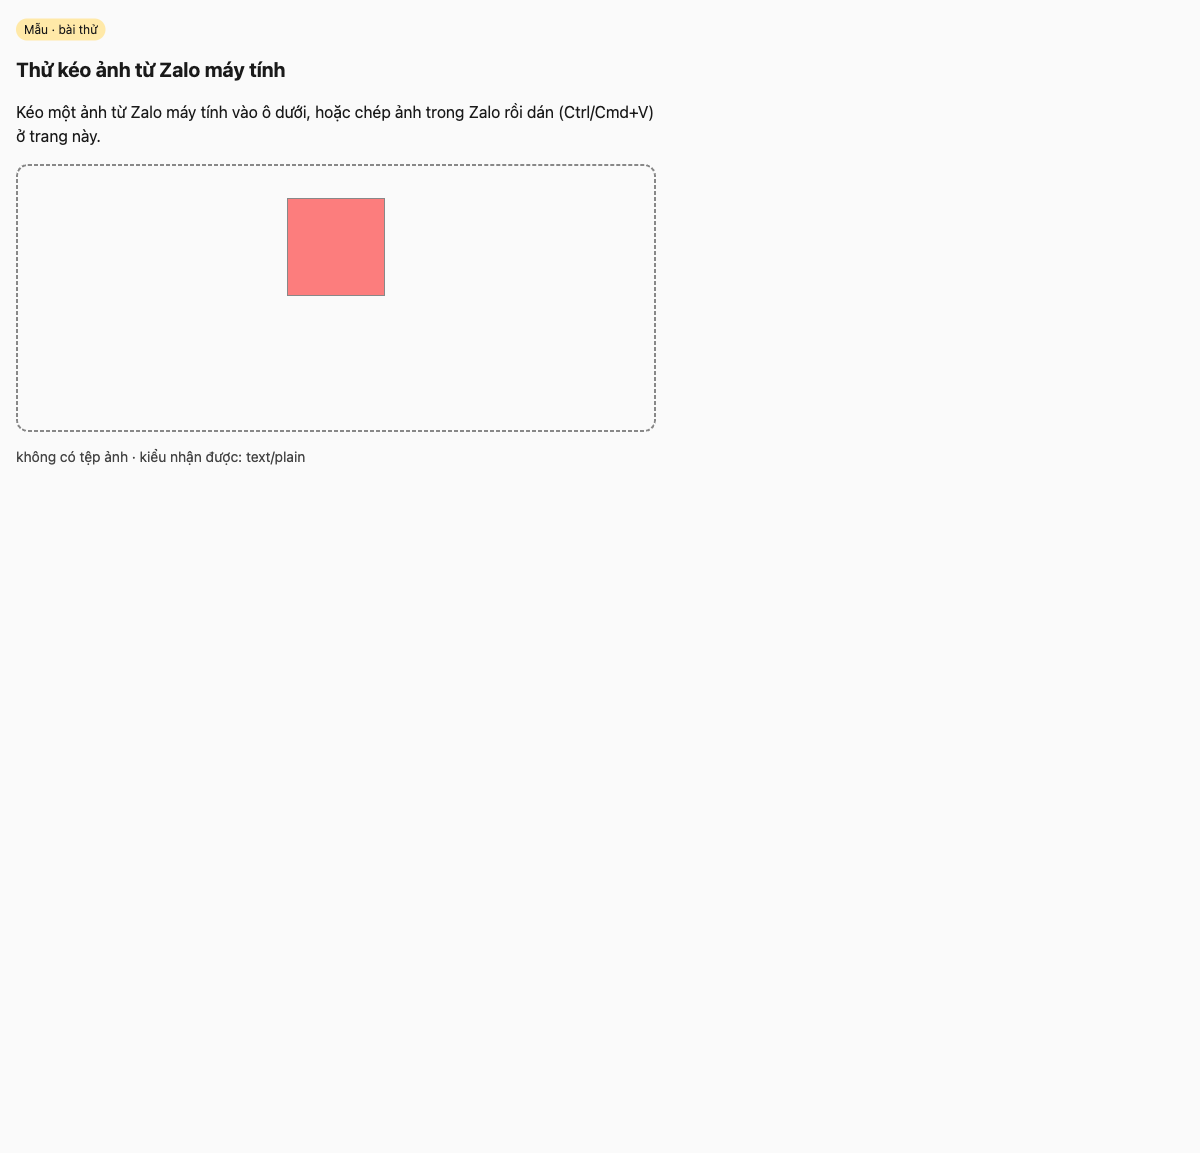 Mẫu · bài thử
Thử kéo ảnh từ Zalo máy tính
Kéo một ảnh từ Zalo máy tính vào ô dưới, hoặc chép ảnh trong Zalo rồi dán (Ctrl/Cmd+V)
ở trang này.
không có tệp ảnh · kiểu nhận được: text/plain